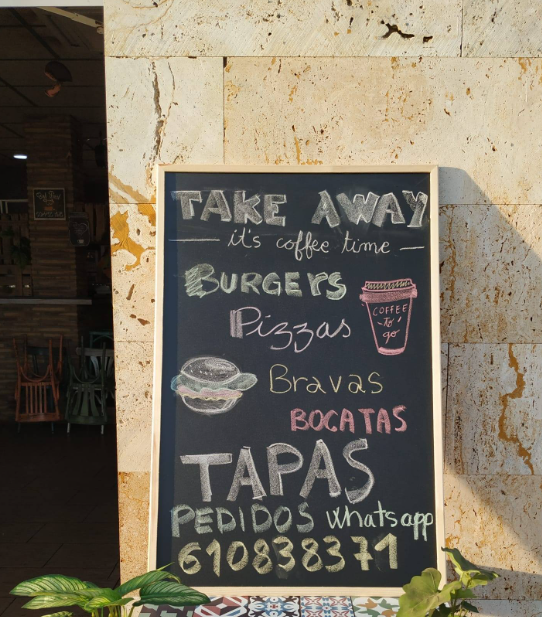 TAKE AWAY
it's coffee time
BURGERS
COFFEE
to
go
Pizzas
Bravas
BOCATAS
TAPAS
PEDIDOS Whatsapp
610838371